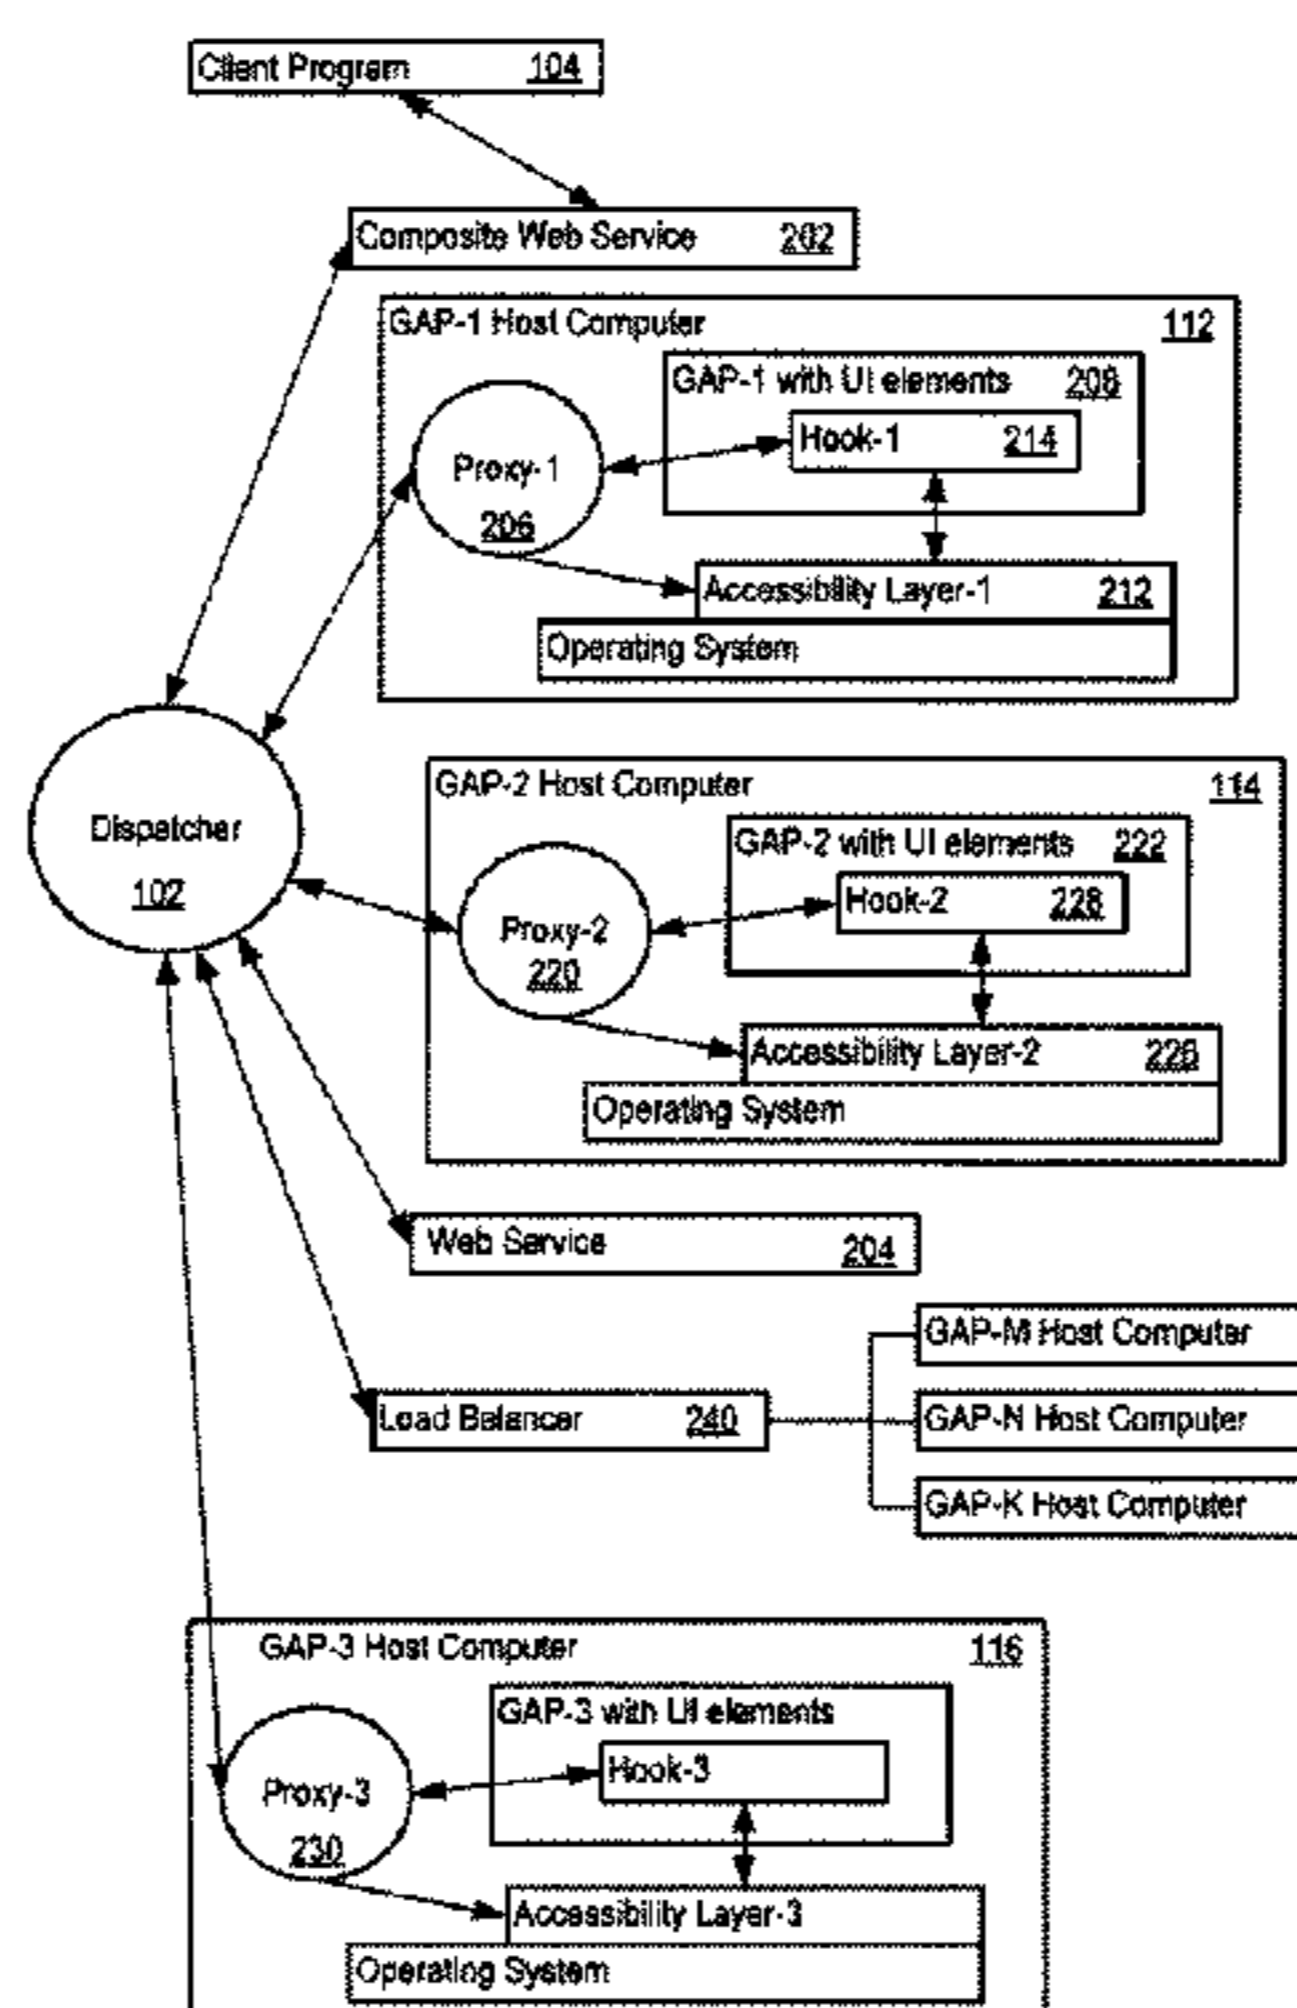 Client Program 104
Composite Web Service 202
GAP-1 Host Computer 112
GAP-1 with UI elements 208
Hook-1 214
Proxy-1
206
Accessibility Layer-1 212
Operating System
Dispatcher
102
GAP-2 Host Computer 114
GAP-2 with UI elements 222
Hook-2 228
Proxy-2
220
Accessibility Layer-2 226
Operating System
Web Service 204
GAP-M Host Computer
Load Balancer 240
GAP-N Host Computer
GAP-K Host Computer
GAP-3 Host Computer 116
GAP-3 with UI elements
Hook-3
Proxy-3
230
Accessibility Layer-3
Operating System